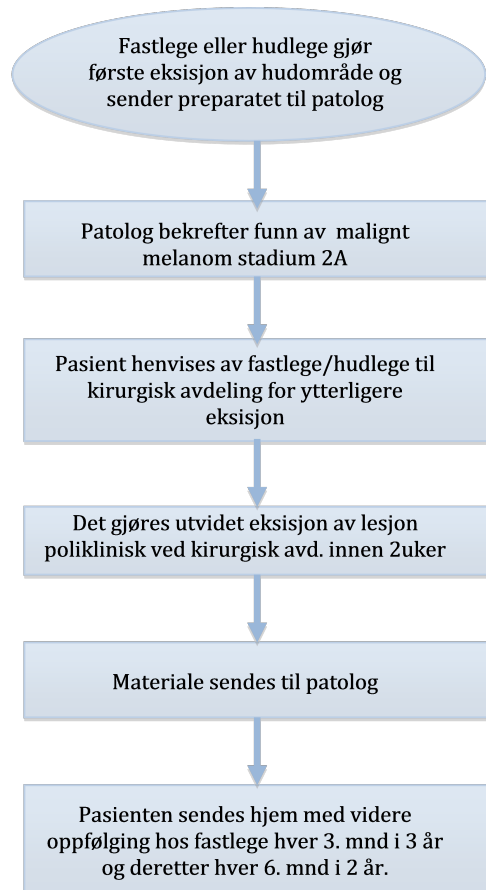 Fastlege eller hudlege gjør
første eksisjon av hudområde og
sender preparatet til patolog
Patolog bekrefter funn av malignt
melanom stadium 2A
Pasient henvises av fastlege/hudlege til
kirurgisk avdeling for ytterligere
eksisjon
Det gjøres utvidet eksisjon av lesjon
poliklinisk ved kirurgisk avd. innen 2uker
Materiale sendes til patolog
Pasienten sendes hjem med videre
oppfølging hos fastlege hver 3. mnd i 3 år
og deretter hver 6. mnd i 2 år.